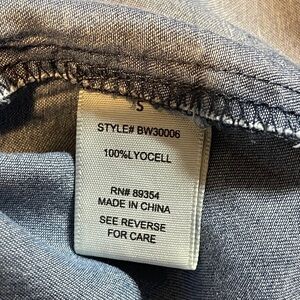 S
STYLE# BW30006
100%LYOCELL
RN# 89354
MADE IN CHINA
SEE REVERSE
FOR CARE